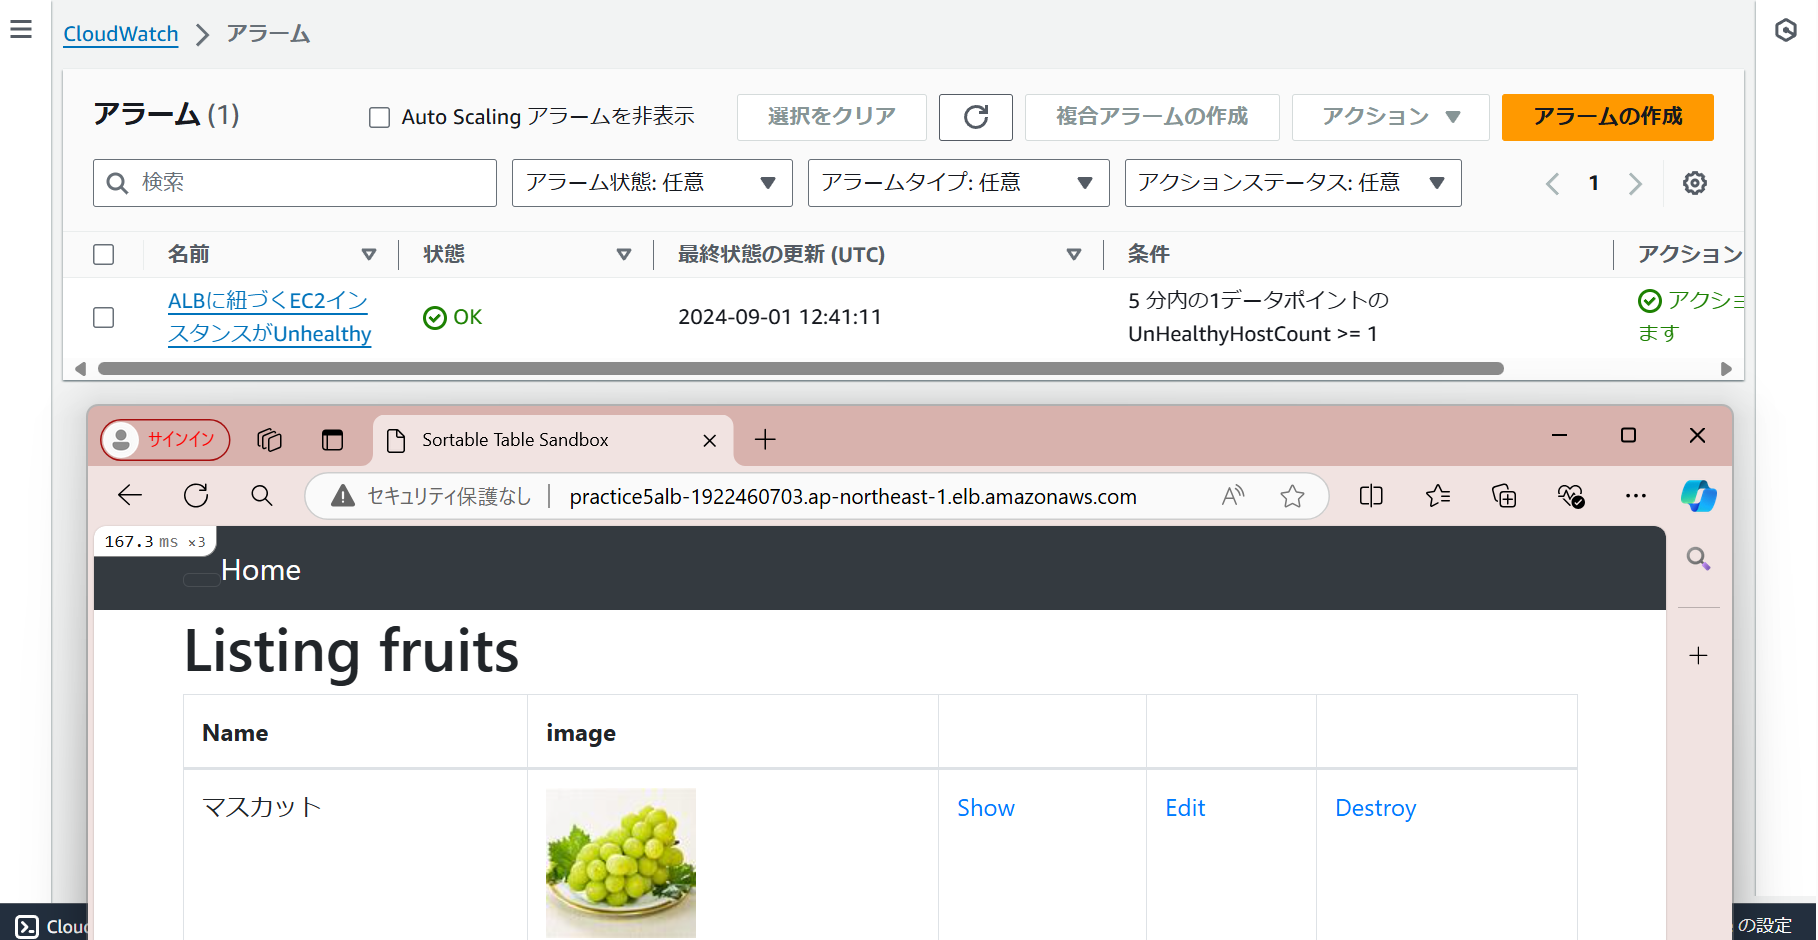 CloudWatch
アラーム
アラーム (1)
Auto Scaling アラームを非表示
選択をクリア
複合アラームの作成
アクション
アラームの作成
検索
アラーム状態: 任意
アラームタイプ: 任意
アクションステータス: 任意
1
名前
状態
最終状態の更新 (UTC)
条件
アクション
ALBに紐づくEC2イン
スタンスがUnhealthy
OK
2024-09-01 12:41:11
5 分内の1データポイントの
UnHealthyHostCount >= 1
アクショ
ます
サインイン
Sortable Table Sandbox
セキュリティ保護なし
practice5alb-1922460703.ap-northeast-1.elb.amazonaws.com
167.3 ms ×3
Home
Listing fruits
Name
image
マスカット
Show
Edit
Destroy
Clou
の設定